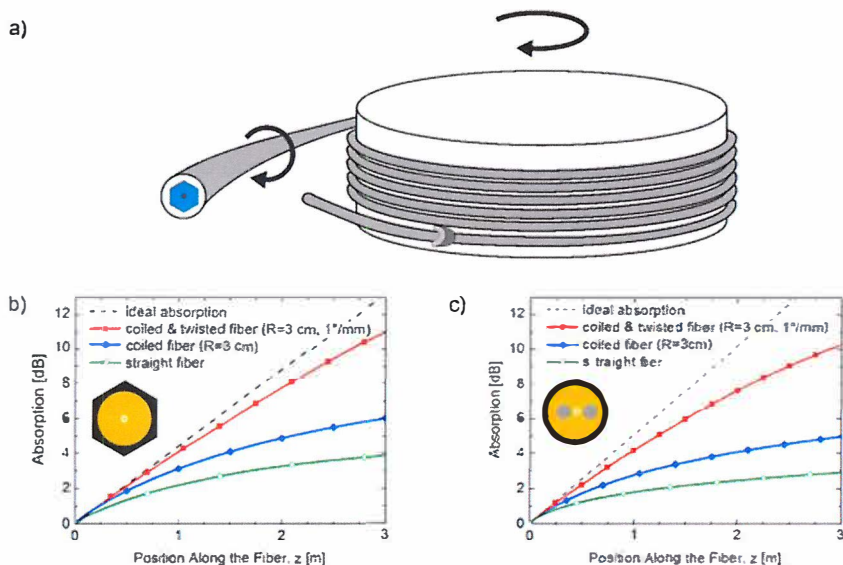 a)
b)
12
10
8
6
4
2
0
Absorption [dB]
ideal absorption
coiled & twisted fiber (R=3 cm, 1°/mm)
coiled fiber (R=3 cm)
straight fiber
0 1 2 3
Position Along the Fiber, z [m]
c)
12
10
8
6
4
2
0
Absorption [dB]
ideal absorption
coiled & twisted fiber (R=3 cm, 1°/mm)
coiled fiber (R=3cm)
s traight fiber
0 1 2 3
Position Along the Fiber, z [m]